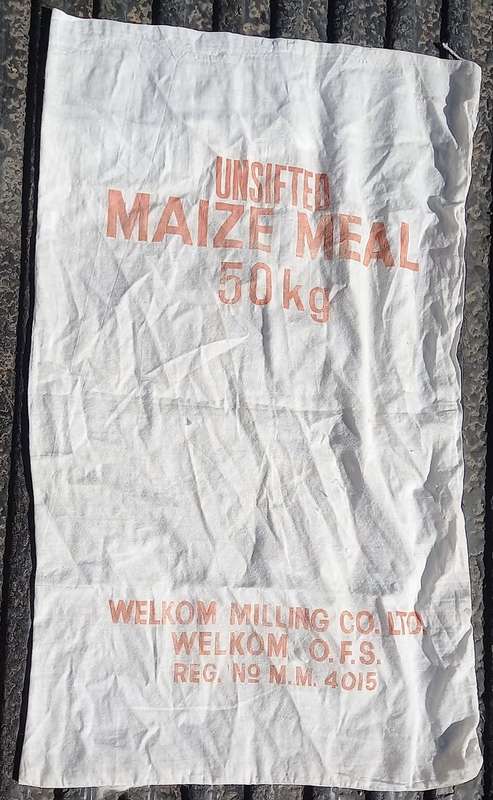 UNSIFTED
MAIZE MEAL
50kg
WELKOM MILLING CO. LTD.
WELKOM, O.F.S.
REG. No M.M. 4015